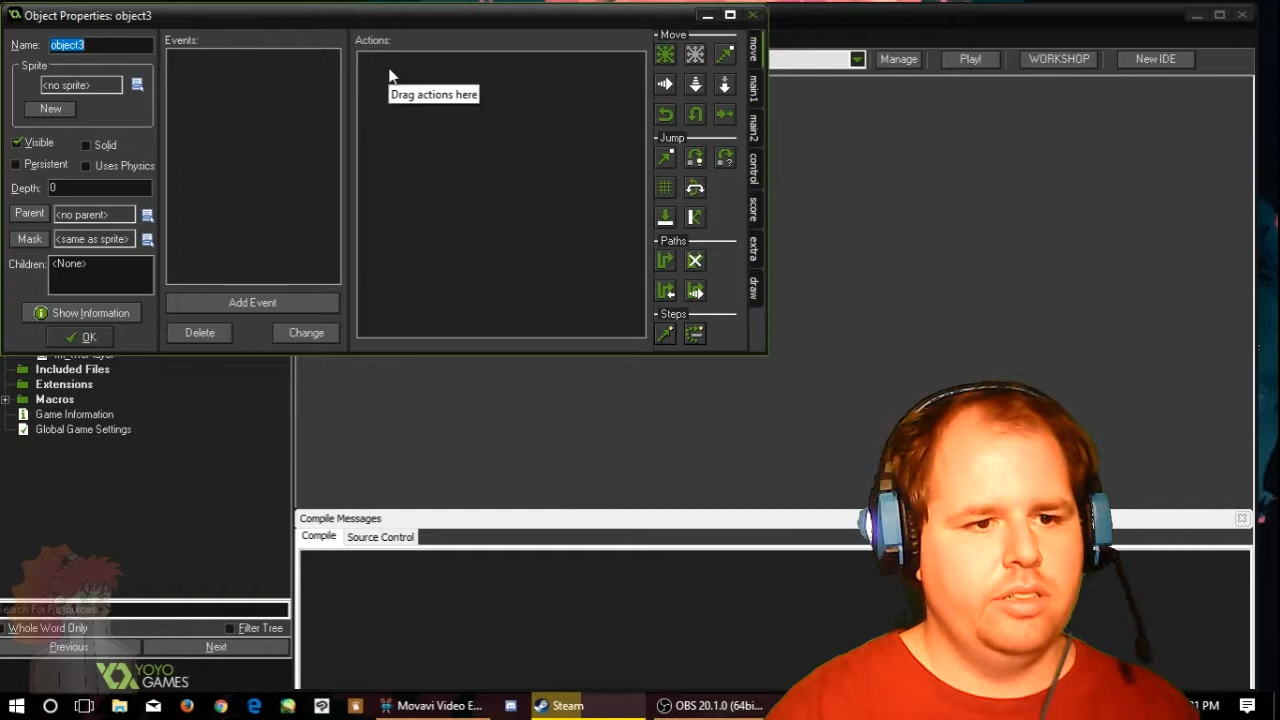 Object Properties: object3
Name: object3
Sprite
<no sprite>
New
Visible
Solid
Persistent
Uses Physics
Depth: 0
Parent <no parent>
Mask <same as sprite>
Children: <None>
Show Information
OK
Events:
Add Event
Delete
Change
Actions:
Drag actions here
Move
Jump
Paths
Steps
move
main1
main2
control
score
extra
draw
Manage
Play!
WORKSHOP
New IDE
Included Files
Extensions
Macros
Game Information
Global Game Settings
Compile Messages
Compile
Source Control
Search For Resources
Whole Word Only
Filter Tree
Previous
Next
YOYO
GAMES
Movavi Video E...
Steam
OBS 20.1.0 (64bi...